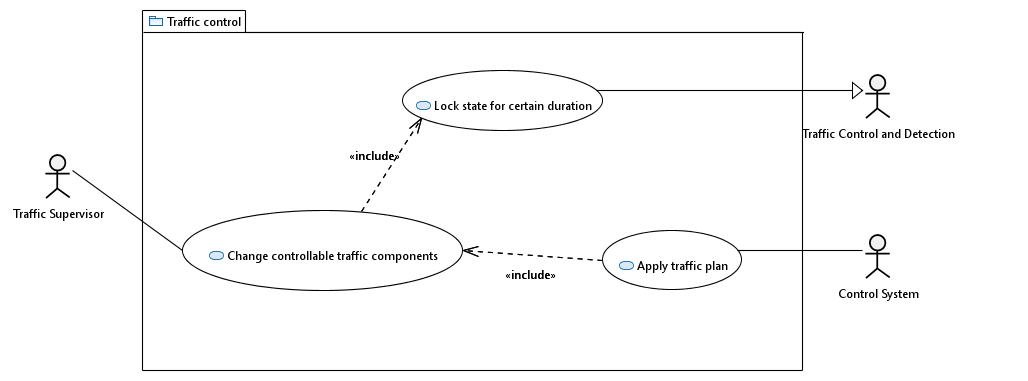 Traffic control
Lock state for certain duration
Traffic Control and Detection
«include»
Traffic Supervisor
Change controllable traffic components
Apply traffic plan
«include»
Control System